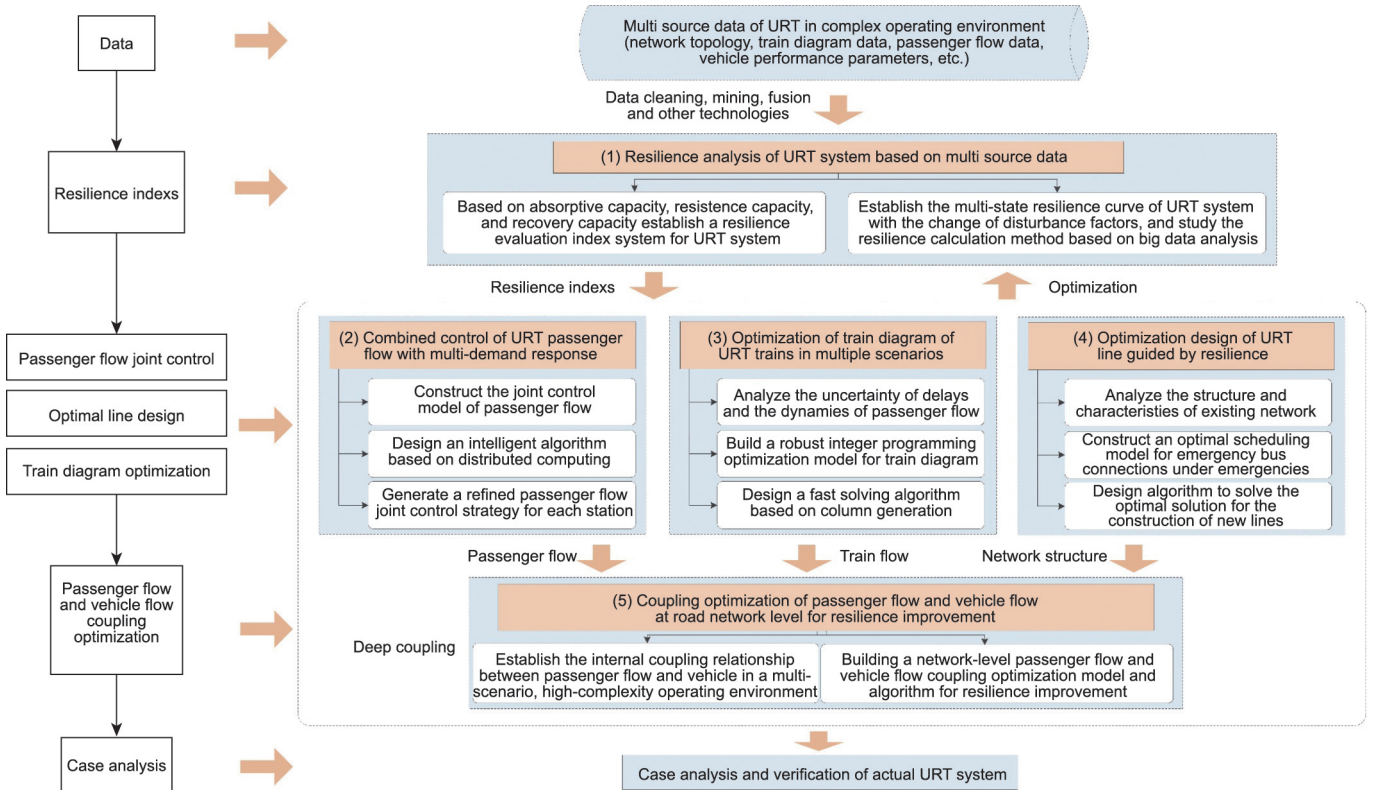 Data
Multi source data of URT in complex operating environment
(network topology, train diagram data, passenger flow data,
vehicle performance parameters, etc.)
Data cleaning, mining, fusion
and other technologies
Resilience indexs
(1) Resilience analysis of URT system based on multi source data
Based on absorptive capacity, resistence capacity,
and recovery capacity establish a resilience
evaluation index system for URT system
Establish the multi-state resilience curve of URT system
with the change of disturbance factors, and study the
resilience calculation method based on big data analysis
Resilience indexs
Optimization
Passenger flow joint control
Optimal line design
Train diagram optimization
(2) Combined control of URT passenger
flow with multi-demand response
Construct the joint control
model of passenger flow
Design an intelligent algorithm
based on distributed computing
Generate a refined passenger flow
joint control strategy for each station
(3) Optimization of train diagram of
URT trains in multiple scenarios
Analyze the uncertainty of delays
and the dynamies of passenger flow
Build a robust integer programming
optimization model for train diagram
Design a fast solving algorithm
based on column generation
(4) Optimization design of URT
line guided by resilience
Analyze the structure and
characteristics of existing network
Construct an optimal scheduling
model for emergency bus
connections under emergencies
Design algorithm to solve the
optimal solution for the
construction of new lines
Passenger flow
Train flow
Network structure
Passenger flow
and vehicle flow
coupling
optimization
Deep coupling
(5) Coupling optimization of passenger flow and vehicle flow
at road network level for resilience improvement
Establish the internal coupling relationship
between passenger flow and vehicle in a multi-
scenario, high-complexity operating environment
Building a network-level passenger flow and
vehicle flow coupling optimization model and
algorithm for resilience improvement
Case analysis
Case analysis and verification of actual URT system